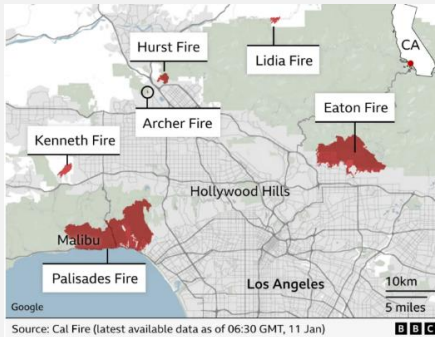 CA
Hurst Fire
Lidia Fire
Eaton Fire
Archer Fire
Kenneth Fire
Hollywood Hills
Malibu
Palisades Fire
Los Angeles
10km
5 miles
Google
Source: Cal Fire (latest available data as of 06:30 GMT, 11 Jan)
BBC